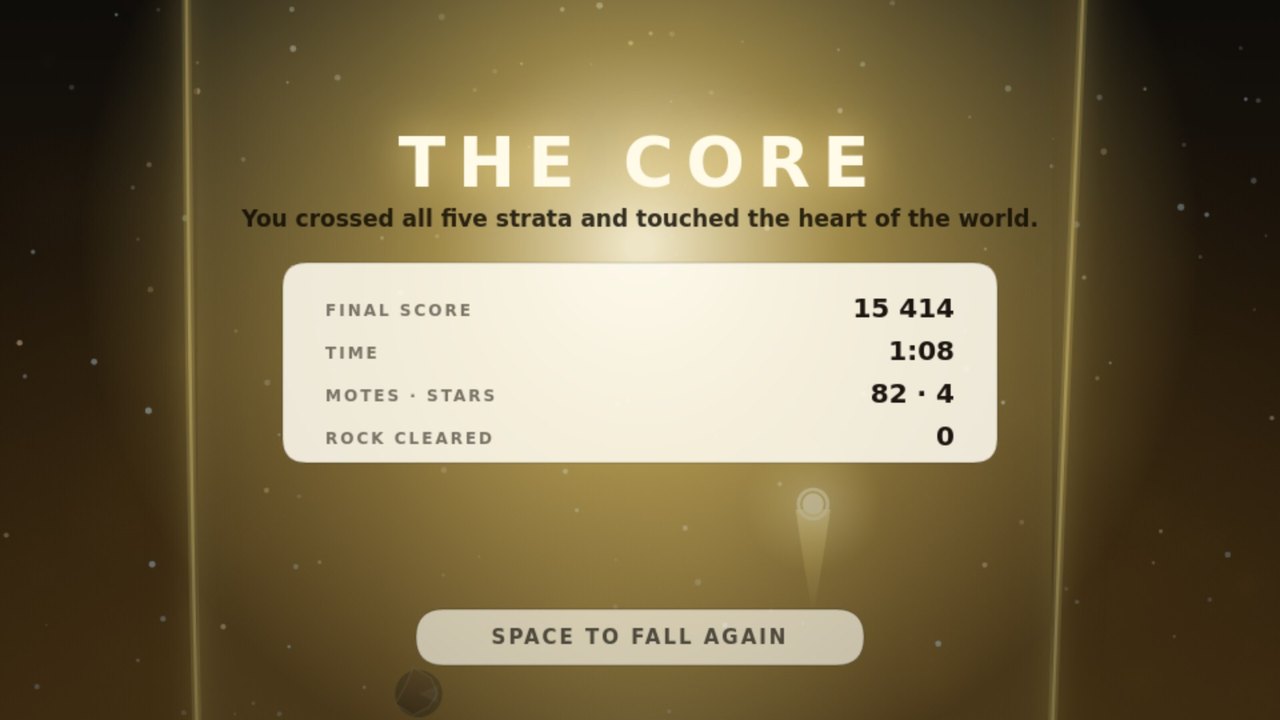 THE CORE
You crossed all five strata and touched the heart of the world.
FINAL SCORE 15 414
TIME 1:08
MOTES · STARS 82 · 4
ROCK CLEARED 0
SPACE TO FALL AGAIN